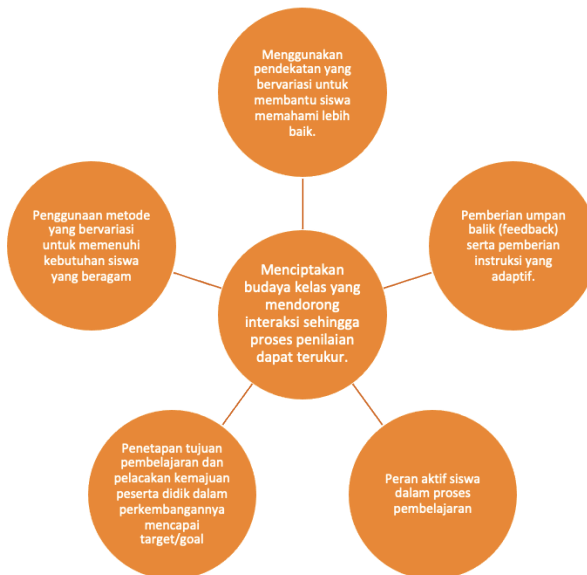 Menggunakan
pendekatan yang
bervariasi untuk
membantu siswa
memahami lebih
baik.
Penggunaan metode
yang bervariasi
untuk memenuhi
kebutuhan siswa
yang beragam
Pemberian umpan
balik (feedback)
serta pemberian
instruksi yang
adaptif.
Menciptakan
budaya kelas yang
mendorong
interaksi sehingga
proses penilaian
dapat terukur.
Penetapan tujuan
pembelajaran dan
pelacakan kemajuan
peserta didik dalam
perkembangannya
mencapai
target/goal
Peran aktif siswa
dalam proses
pembelajaran